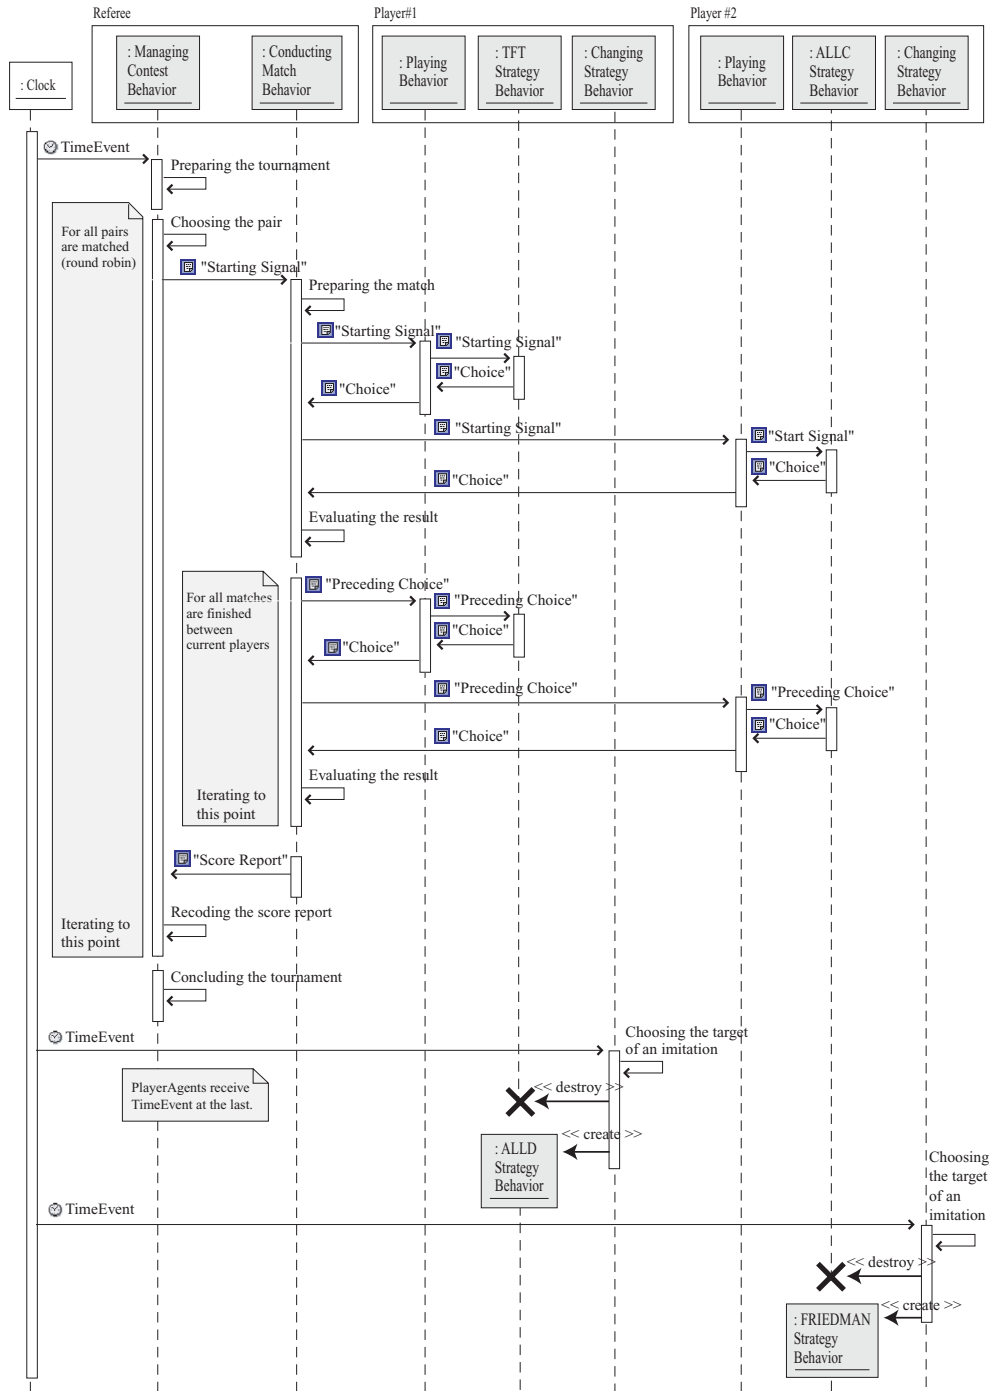 Referee
Player#1
Player #2
: Clock
: Managing
Contest
Behavior
: Conducting
Match
Behavior
: Playing
Behavior
: TFT
Strategy
Behavior
: Changing
Strategy
Behavior
: Playing
Behavior
: ALLC
Strategy
Behavior
: Changing
Strategy
Behavior
TimeEvent
Preparing the tournament
For all pairs
are matched
(round robin)
Choosing the pair
"Starting Signal"
Preparing the match
"Starting Signal"
"Starting Signal"
"Choice"
"Choice"
"Starting Signal"
"Start Signal"
"Choice"
"Choice"
Evaluating the result
For all matches
are finished
between
current players
"Preceding Choice"
"Preceding Choice"
"Choice"
"Choice"
"Preceding Choice"
"Preceding Choice"
"Choice"
"Choice"
Evaluating the result
Iterating to
this point
"Score Report"
Recoding the score report
Iterating to
this point
Concluding the tournament
TimeEvent
Choosing the target
of an imitation
PlayerAgents receive
TimeEvent at the last.
<< destroy >>
<< create >>
: ALLD
Strategy
Behavior
Choosing
the target
of an
imitation
TimeEvent
<< destroy >>
<< create >>
: FRIEDMAN
Strategy
Behavior